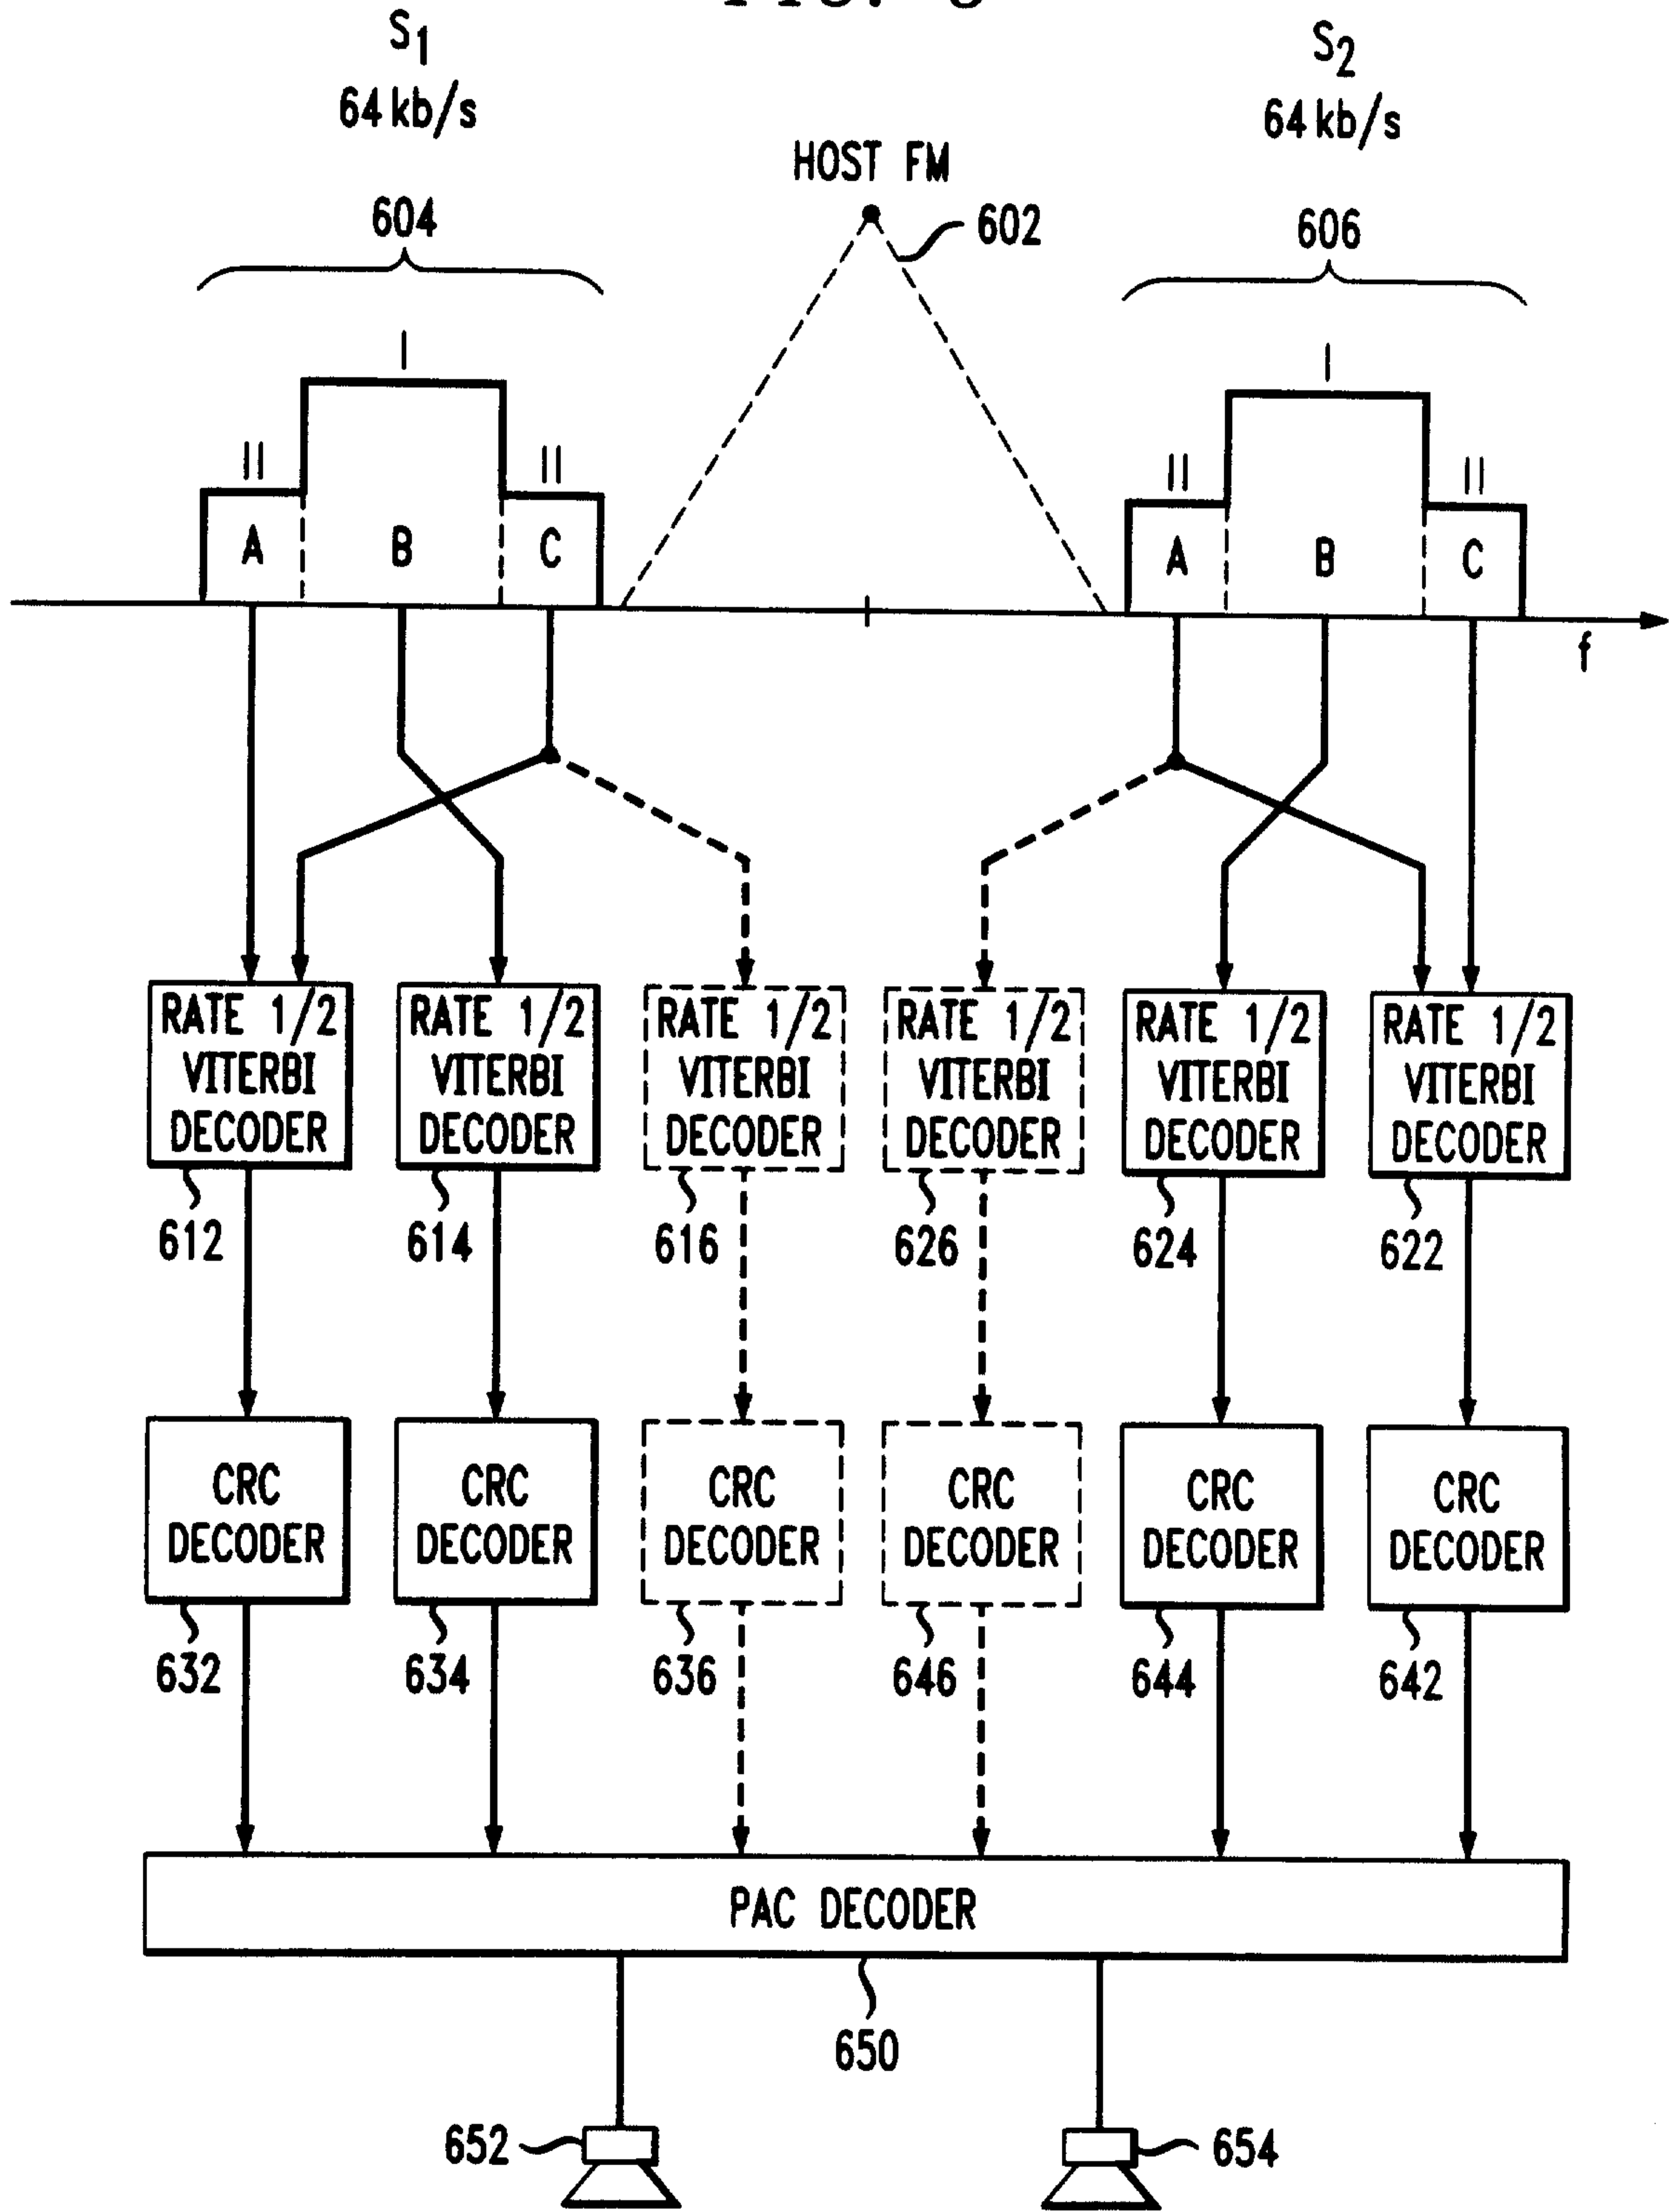 S1
64 kb/s
S2
64 kb/s
HOST FM
602
604
606
I
I
II
II
II
II
A
B
C
A
B
C
f
RATE 1/2
VITERBI
DECODER
RATE 1/2
VITERBI
DECODER
RATE 1/2
VITERBI
DECODER
RATE 1/2
VITERBI
DECODER
RATE 1/2
VITERBI
DECODER
RATE 1/2
VITERBI
DECODER
612
614
616
626
624
622
CRC
DECODER
CRC
DECODER
CRC
DECODER
CRC
DECODER
CRC
DECODER
CRC
DECODER
632
634
636
646
644
642
PAC DECODER
650
652
654